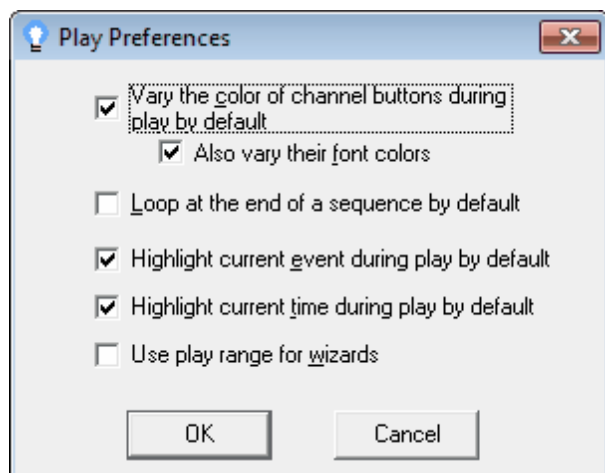 Play Preferences
Vary the color of channel buttons during
play by default
Also vary their font colors
Loop at the end of a sequence by default
Highlight current event during play by default
Highlight current time during play by default
Use play range for wizards
OK
Cancel